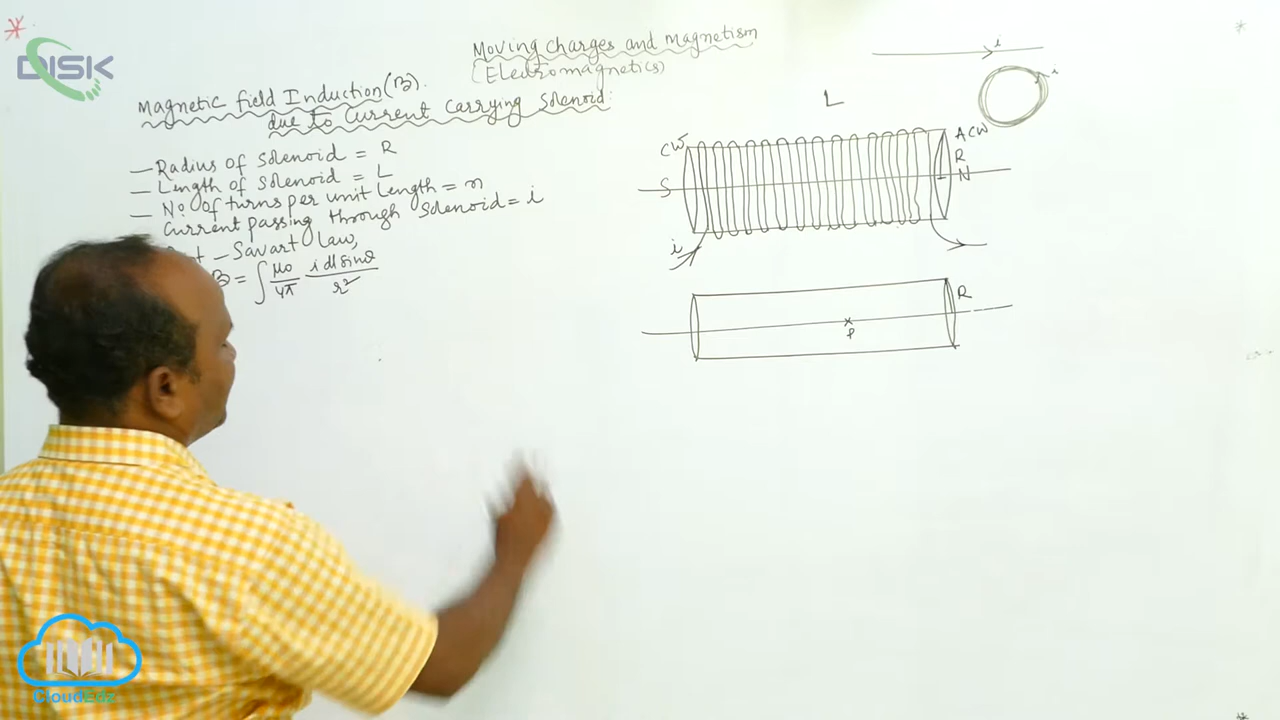 DISK
Moving charges and magnetism
(Electromagnetics)
Magnetic field Induction (B).
due to Current Carrying Solenoid:
— Radius of Solenoid = R
— Length of Solenoid = L
— No. of turns per unit Length = n
Current passing through Solenoid = i
Savart Law,
B = ∫ μ0/4π i dl sinθ/r²
i
i
L
CW
ACW
R
S
N
i
R
P
CloudEdz